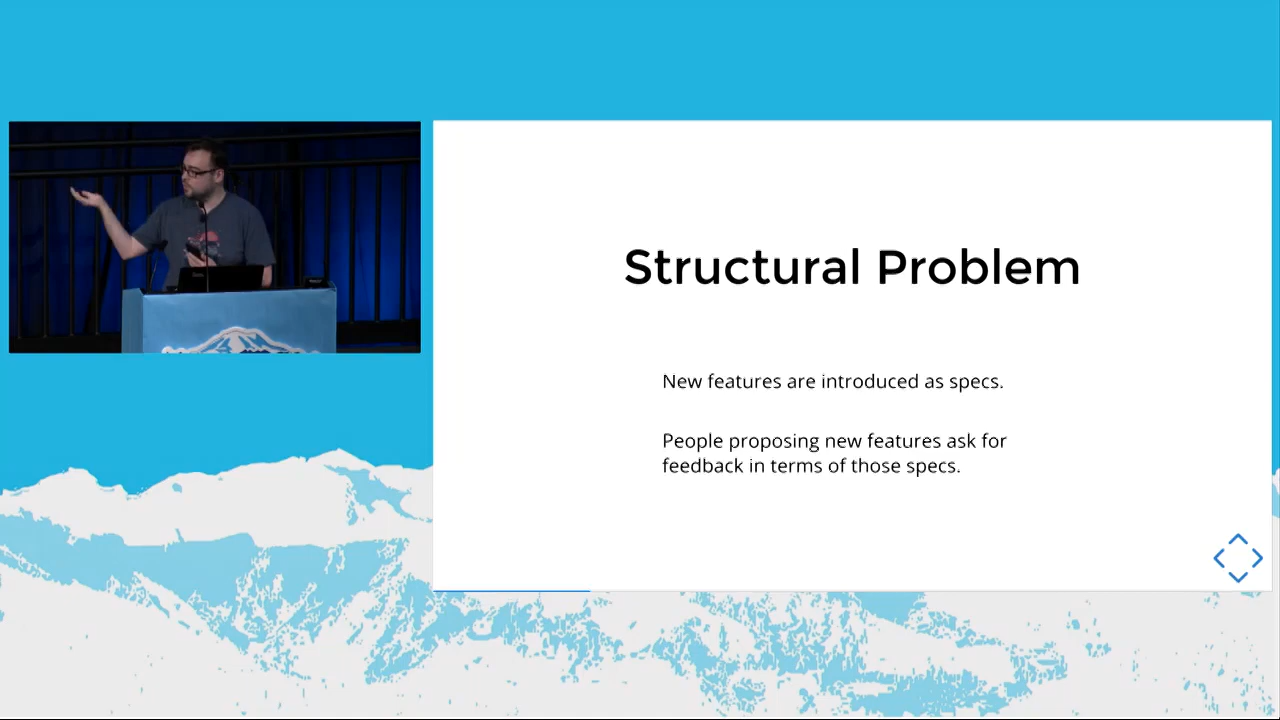 Structural Problem
New features are introduced as specs.
People proposing new features ask for
feedback in terms of those specs.